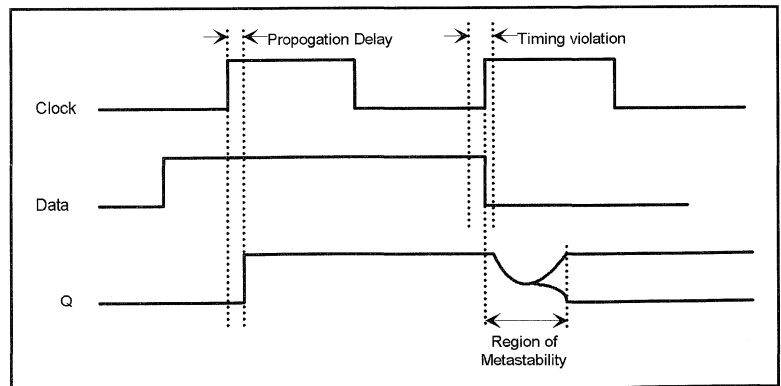 Propogation Delay
Timing violation
Clock
Data
Q
Region of
Metastability